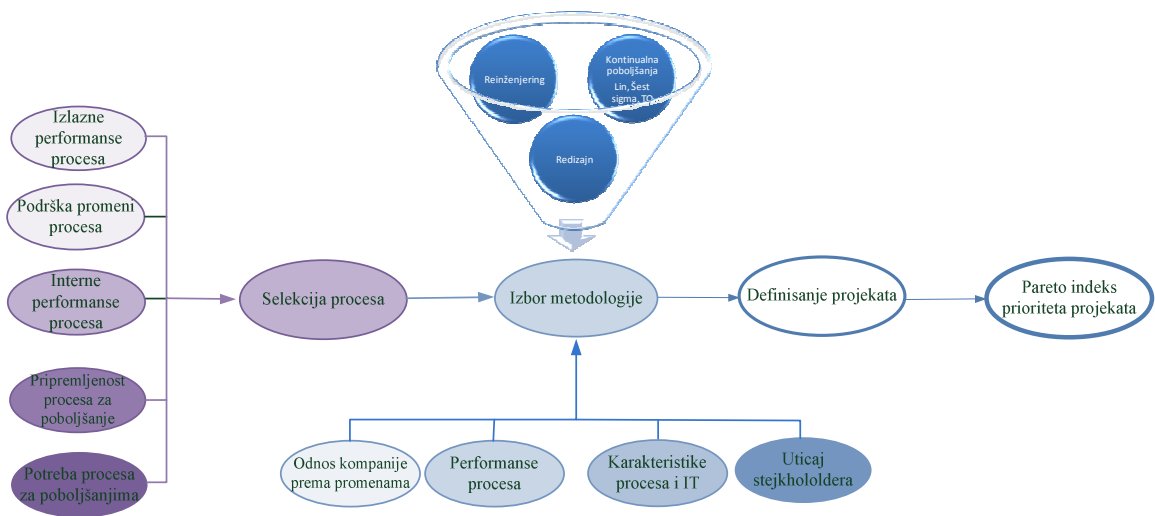 Reinženjering
Kontinualna
poboljšanja
Lin, Šest
sigma, TQ
Redizajn
Izlazne
performanse
procesa
Podrška promeni
procesa
Interne
performanse
procesa
Pripremljenost
procesa za
poboljšanje
Potreba procesa
za poboljšanjima
Selekcija procesa
Izbor metodologije
Definisanje projekata
Pareto indeks
prioriteta projekata
Odnos kompanije
prema promenama
Performanse
procesa
Karakteristike
procesa i IT
Uticaj
stejkhololdera